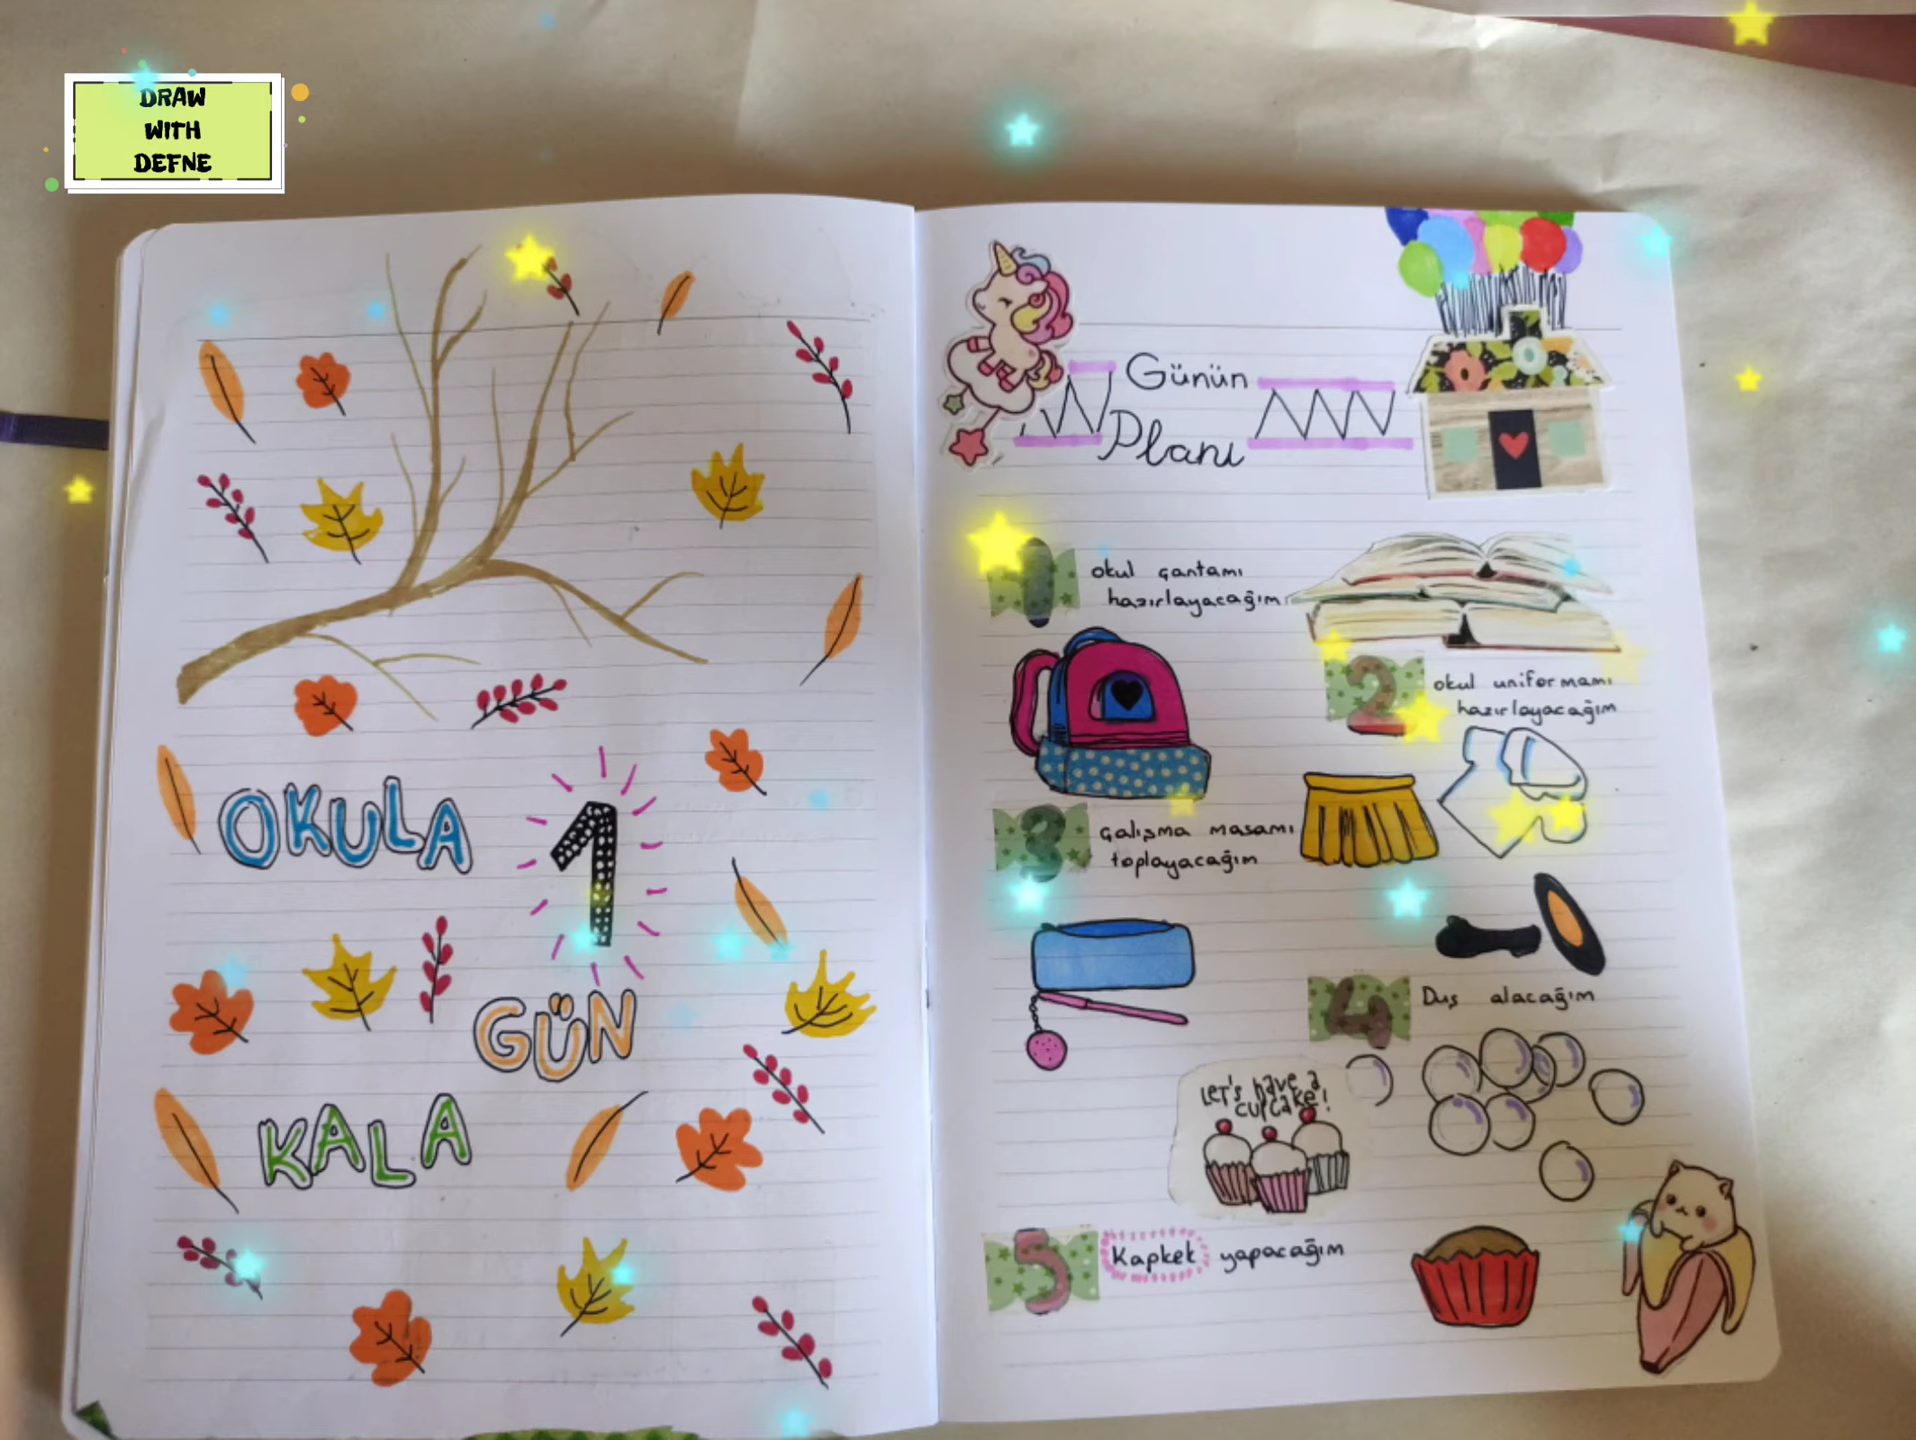 DRAW
WITH
DEFNE
OKULA
1
GÜN
KALA
Günün
Planı
1 okul çantamı
hazırlayacağım
2 okul uniformamı
hazırlayacağım
3 çalışma masamı
toplayacağım
4 Duş alacağım
LET's have a
cupcake!
5 Kapkek yapacağım